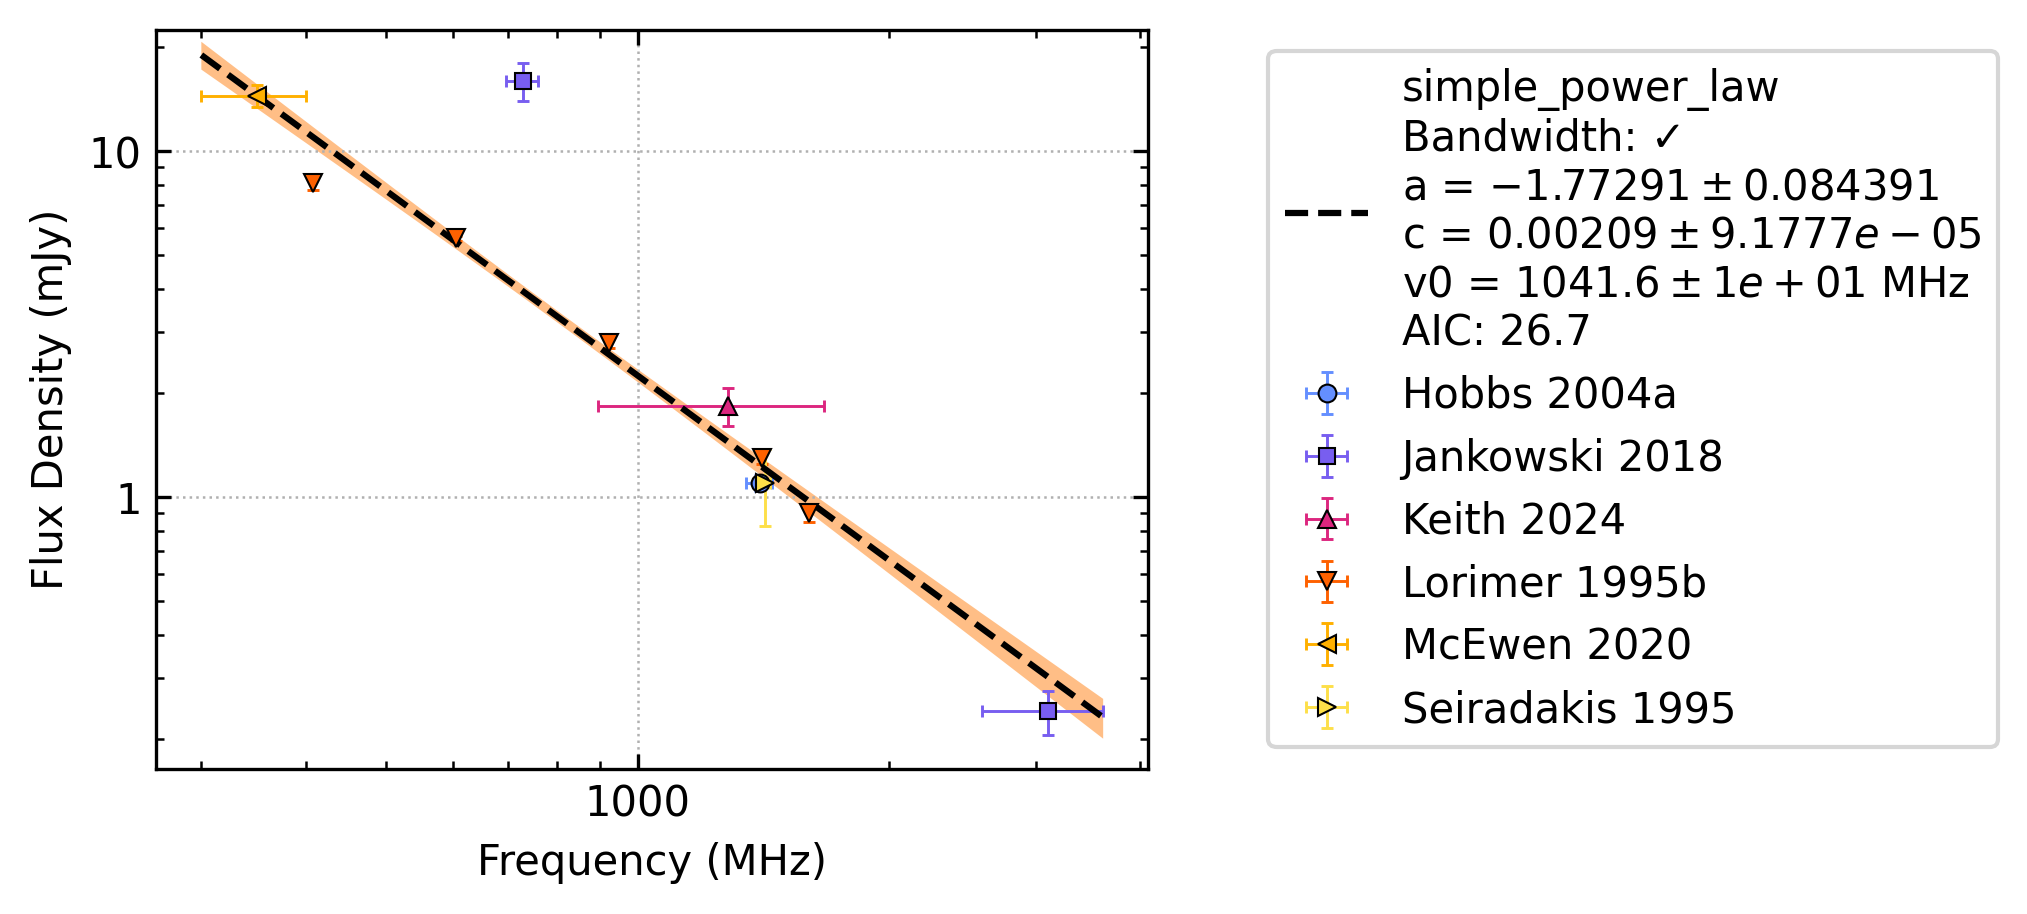 10
1
Flux Density (mJy)
1000
Frequency (MHz)
simple_power_law
Bandwidth: ✓
a = −1.77291 ± 0.084391
c = 0.00209 ± 9.1777e − 05
v0 = 1041.6 ± 1e + 01 MHz
AIC: 26.7
Hobbs 2004a
Jankowski 2018
Keith 2024
Lorimer 1995b
McEwen 2020
Seiradakis 1995